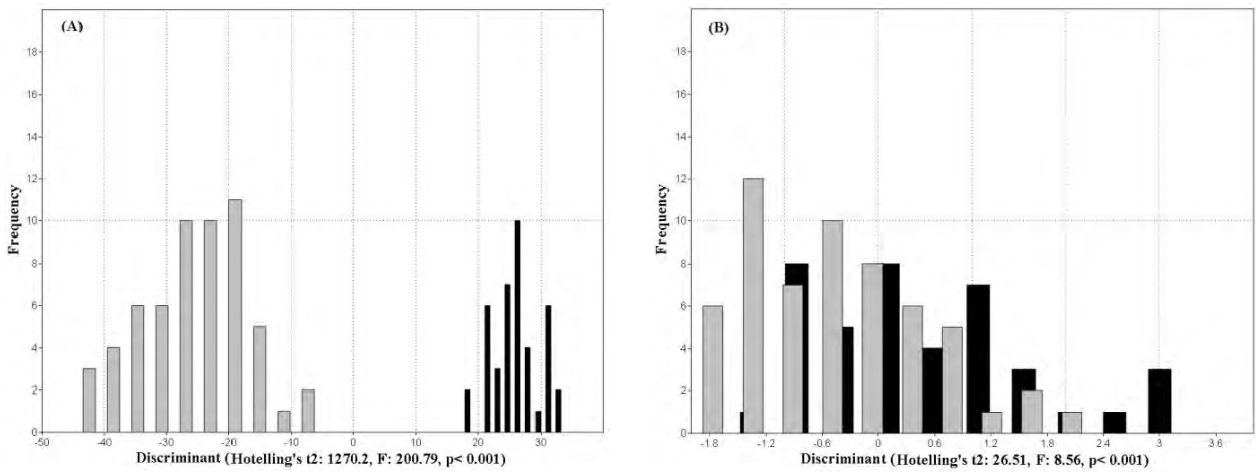 (A)
18
16
14
12
10
8
6
4
2
0
Frequency
-50 -40 -30 -20 -10 0 10 20 30
Discriminant (Hotelling's t2: 1270.2, F: 200.79, p< 0.001)
(B)
18
16
14
12
10
8
6
4
2
0
Frequency
-1.8 -1.2 -0.6 0 0.6 1.2 1.8 2.4 3 3.6
Discriminant (Hotelling's t2: 26.51, F: 8.56, p< 0.001)